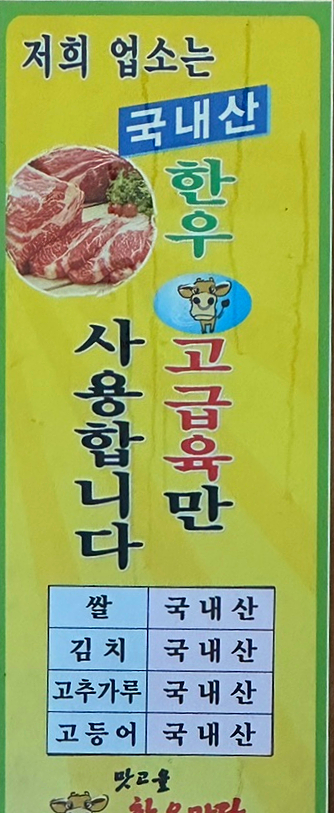 저희 업소는
국내산
한우
고급육만
사용합니다
쌀 국내산
김치 국내산
고추가루 국내산
고등어 국내산
맛고을